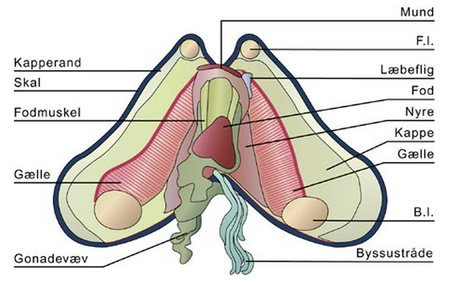 Mund
F.l.
Kapperand
Læbeflig
Skal
Fod
Fodmuskel
Nyre
Kappe
Gælle
Gælle
B.l.
Gonadevæv
Byssustråde